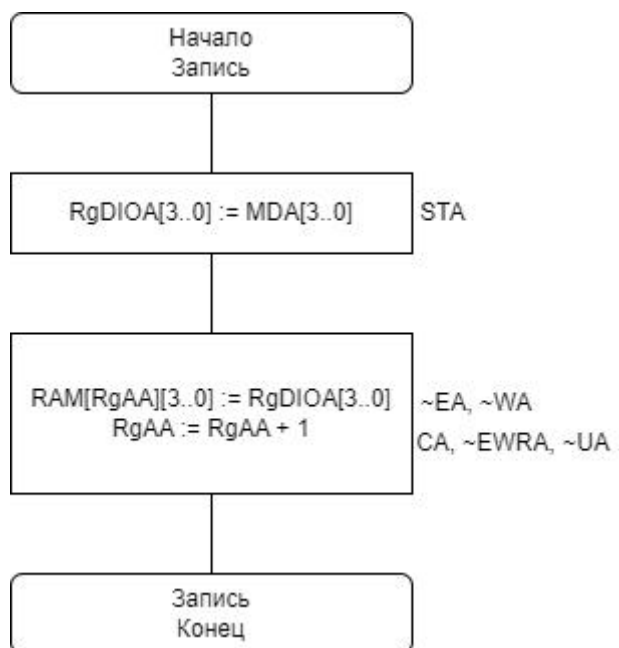 Начало
Запись
RgDIOA[3..0] := MDA[3..0]
STA
RAM[RgAA][3..0] := RgDIOA[3..0]
RgAA := RgAA + 1
~EA, ~WA
CA, ~EWRA, ~UA
Запись
Конец